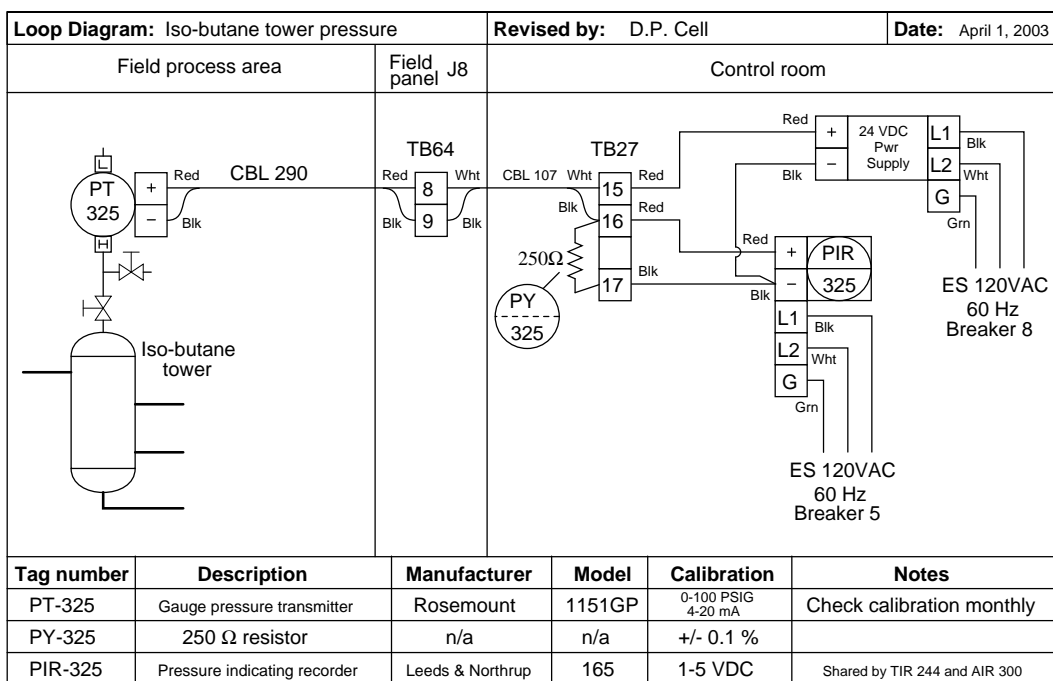 Loop Diagram: Iso-butane tower pressure
Revised by: D.P. Cell
Date: April 1, 2003
Field process area
Field panel J8
Control room
L
PT
325
H
+
−
Red
Blk
CBL 290
TB64
Red
8
Wht
Blk
9
Blk
CBL 107
Wht
TB27
15
Red
Blk
16
Red
17
Blk
250Ω
PY
325
Red
+
−
Blk
24 VDC
Pwr
Supply
L1
Blk
L2
Wht
G
Grn
ES 120VAC
60 Hz
Breaker 8
Red
+
−
Blk
PIR
325
L1
Blk
L2
Wht
G
Grn
ES 120VAC
60 Hz
Breaker 5
Iso-butane
tower
Tag number Description Manufacturer Model Calibration Notes
PT-325 Gauge pressure transmitter Rosemount 1151GP 0-100 PSIG 4-20 mA Check calibration monthly
PY-325 250 Ω resistor n/a n/a +/- 0.1 %
PIR-325 Pressure indicating recorder Leeds & Northrup 165 1-5 VDC Shared by TIR 244 and AIR 300